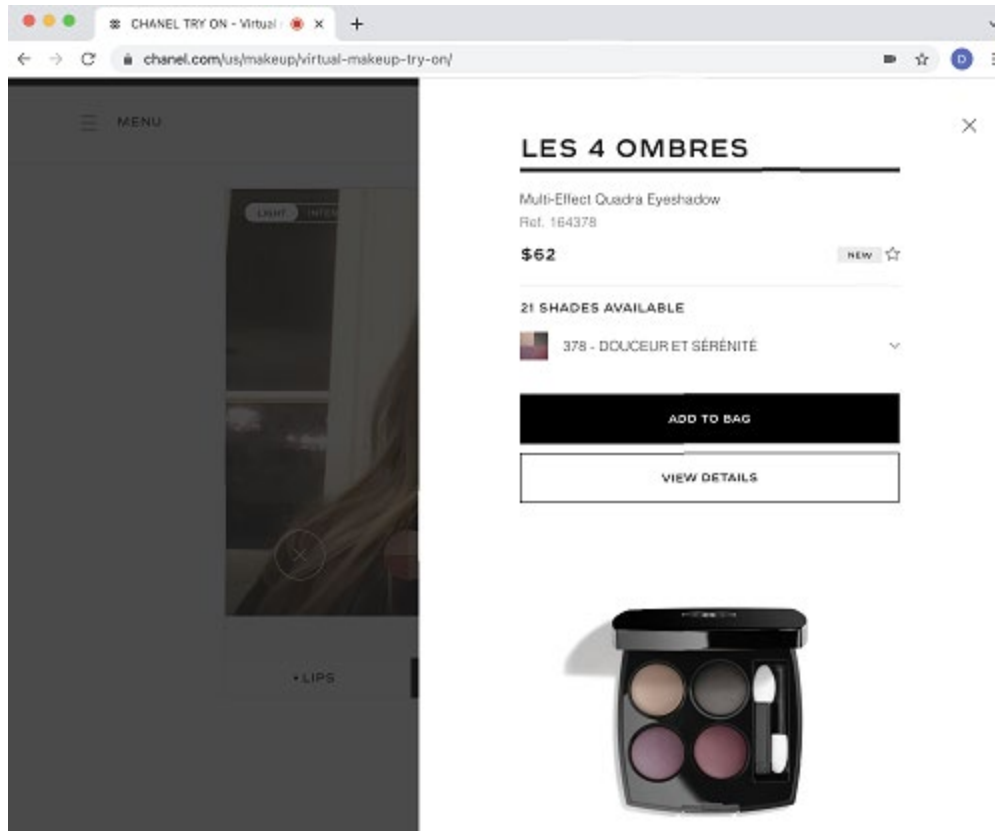 CHANEL TRY ON - Virtual
chanel.com/us/makeup/virtual-makeup-try-on/
D
MENU
LIGHT
LES 4 OMBRES
Multi-Effect Quadra Eyeshadow
Ref. 164378
$62
NEW
21 SHADES AVAILABLE
378 - DOUCEUR ET SÉRÉNITÉ
ADD TO BAG
VIEW DETAILS
• LIPS